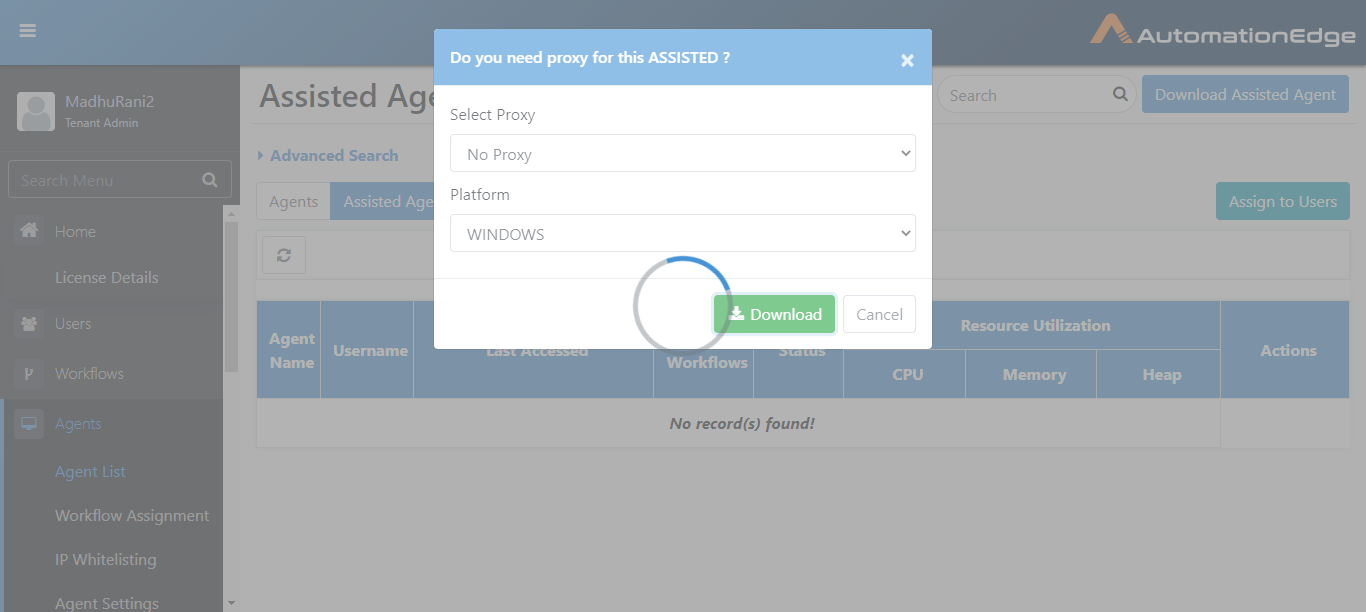 AutomationEdge
MadhuRani2
Tenant Admin
Search Menu
Home
License Details
Users
Workflows
Agents
Agent List
Workflow Assignment
IP Whitelisting
Agent Settings
Assisted Age
Search
Download Assisted Agent
Advanced Search
Agents
Assisted Age
Assign to Users
Do you need proxy for this ASSISTED ?
×
Select Proxy
No Proxy
Platform
WINDOWS
Download
Cancel
Agent
Name
Username
Last Accessed
Workflows
Status
Resource Utilization
CPU
Memory
Heap
Actions
No record(s) found!